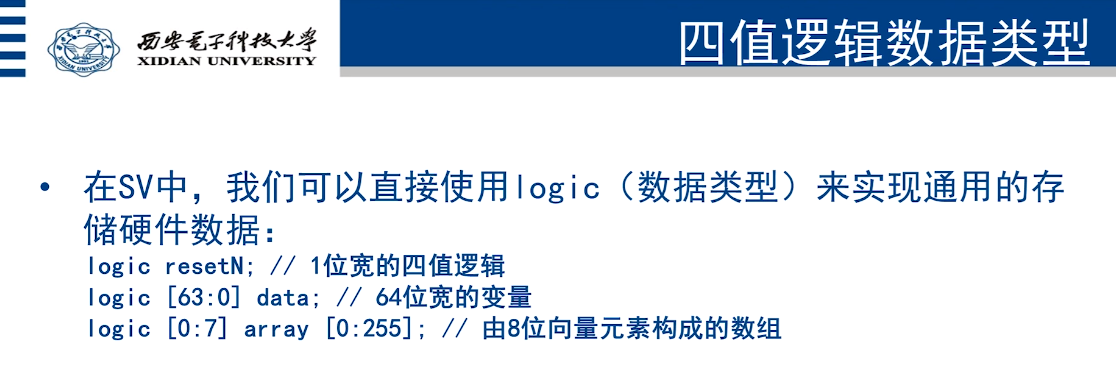 西安电子科技大学
XIDIAN UNIVERSITY
四值逻辑数据类型
• 在SV中，我们可以直接使用logic（数据类型）来实现通用的存
储硬件数据：
logic resetN; // 1位宽的四值逻辑
logic [63:0] data; // 64位宽的变量
logic [0:7] array [0:255]; // 由8位向量元素构成的数组